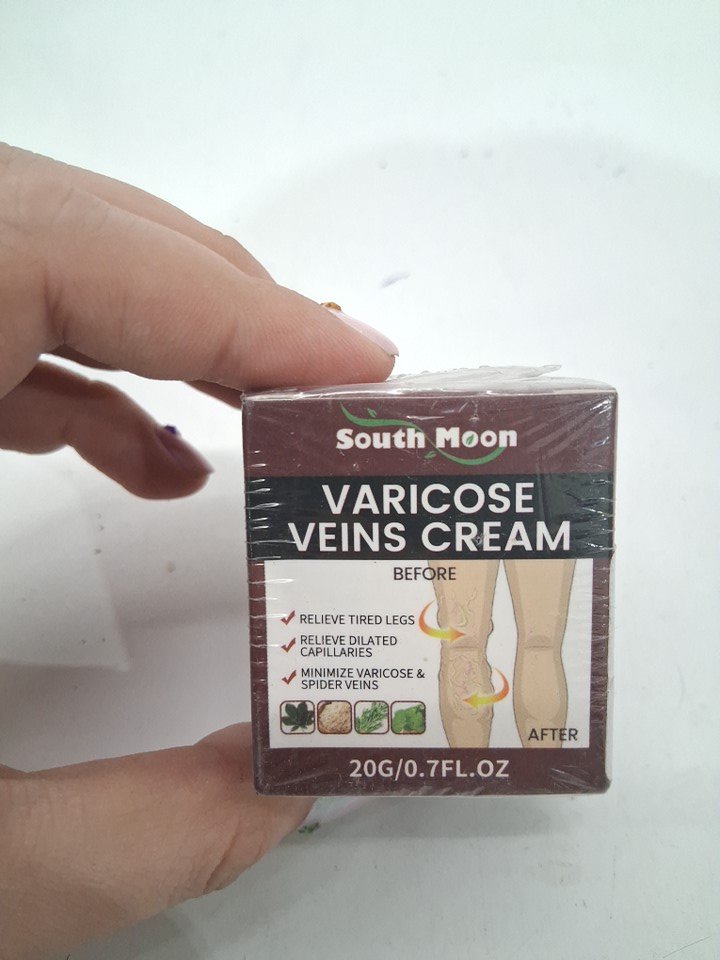 South Moon
VARICOSE
VEINS CREAM
BEFORE
RELIEVE TIRED LEGS
RELIEVE DILATED
CAPILLARIES
MINIMIZE VARICOSE &
SPIDER VEINS
AFTER
20G/0.7FL.OZ